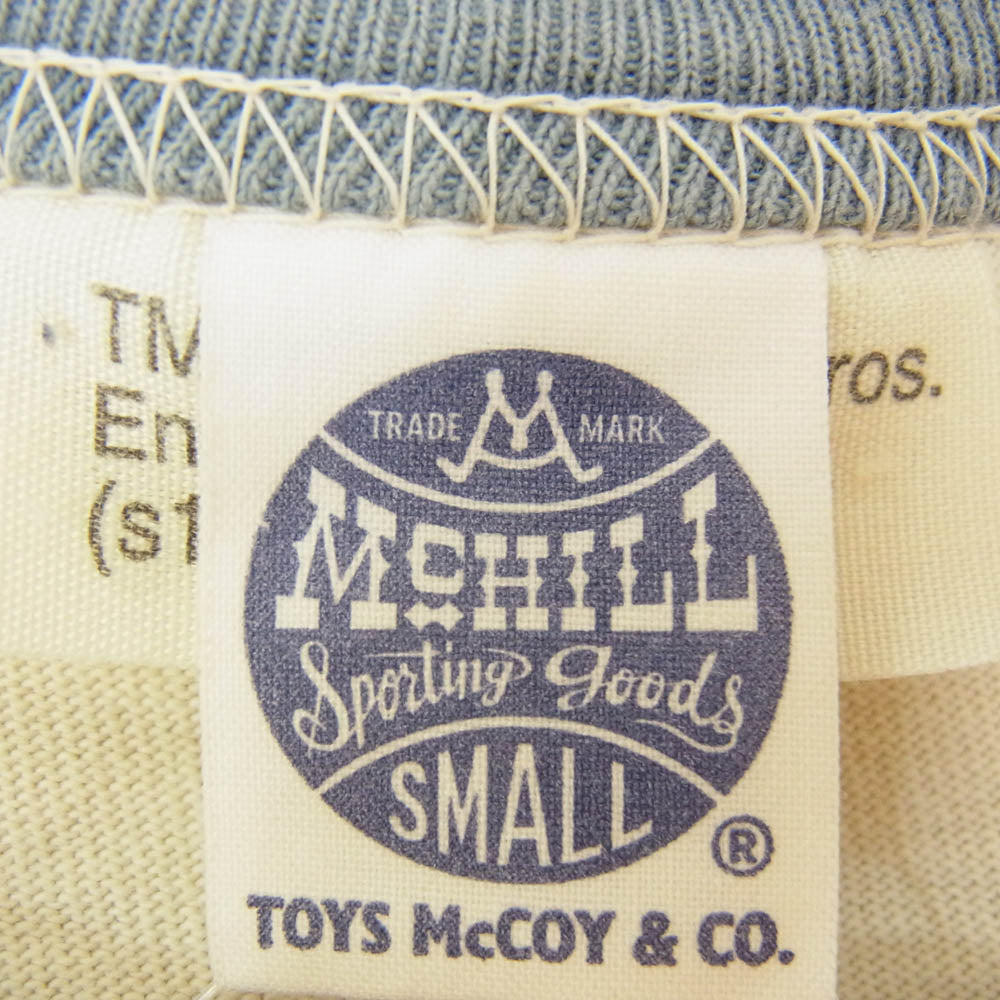 TRADE MARK
McHILL
Sporting Goods
SMALL
®
TOYS McCOY & CO.
TM
En
(s1
ros.